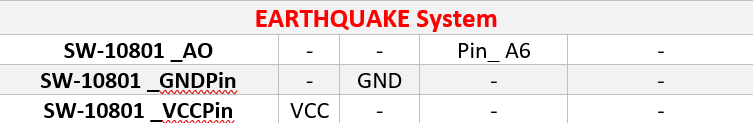 EARTHQUAKE System
SW-10801 _AO - - Pin_ A6 -
SW-10801 _GNDPin - GND - -
SW-10801 _VCCPin VCC - - -